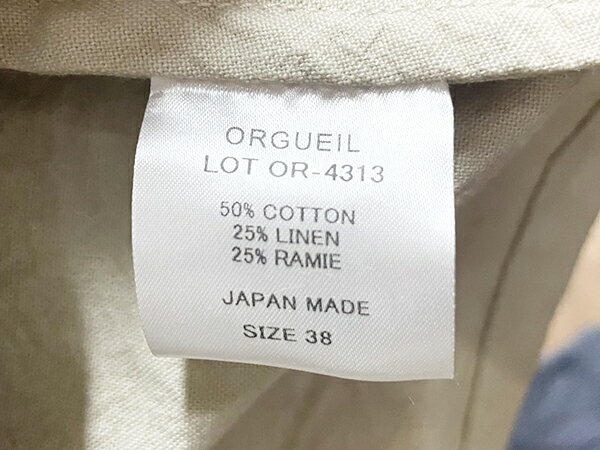 ORGUEIL
LOT OR-4313
50% COTTON
25% LINEN
25% RAMIE
JAPAN MADE
SIZE 38